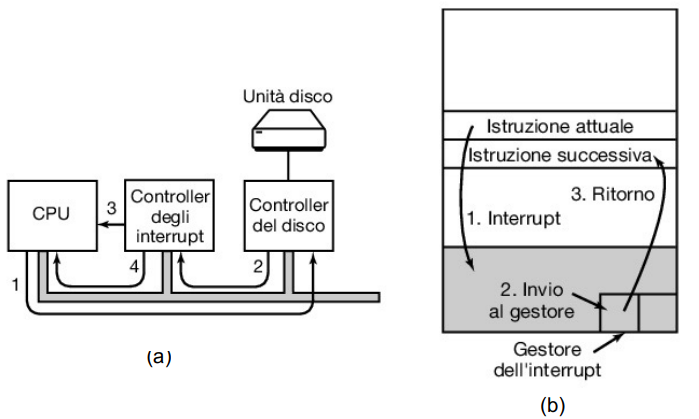 Unità disco
CPU
3
Controller
degli
interrupt
Controller
del disco
1
4
2
(a)
Istruzione attuale
Istruzione successiva
3. Ritorno
1. Interrupt
2. Invio
al gestore
Gestore
dell'interrupt
(b)